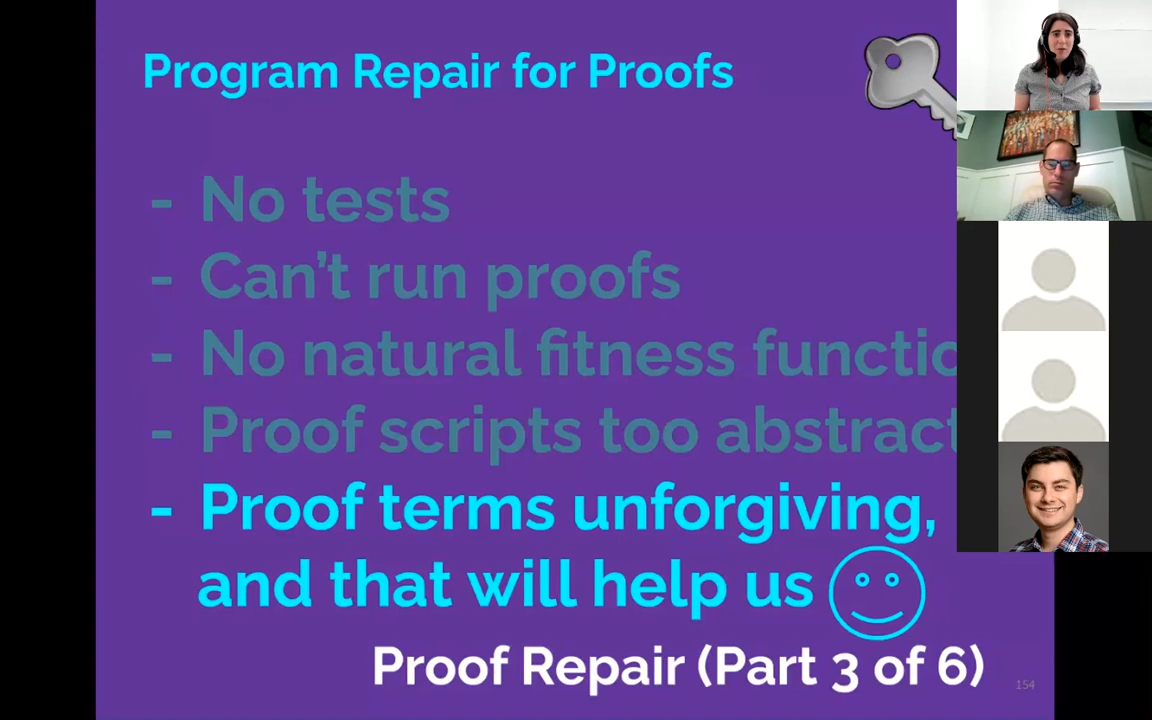 Program Repair for Proofs
- No tests
- Can't run proofs
- No natural fitness functio
- Proof scripts too abstract
- Proof terms unforgiving,
and that will help us
Proof Repair (Part 3 of 6)
154